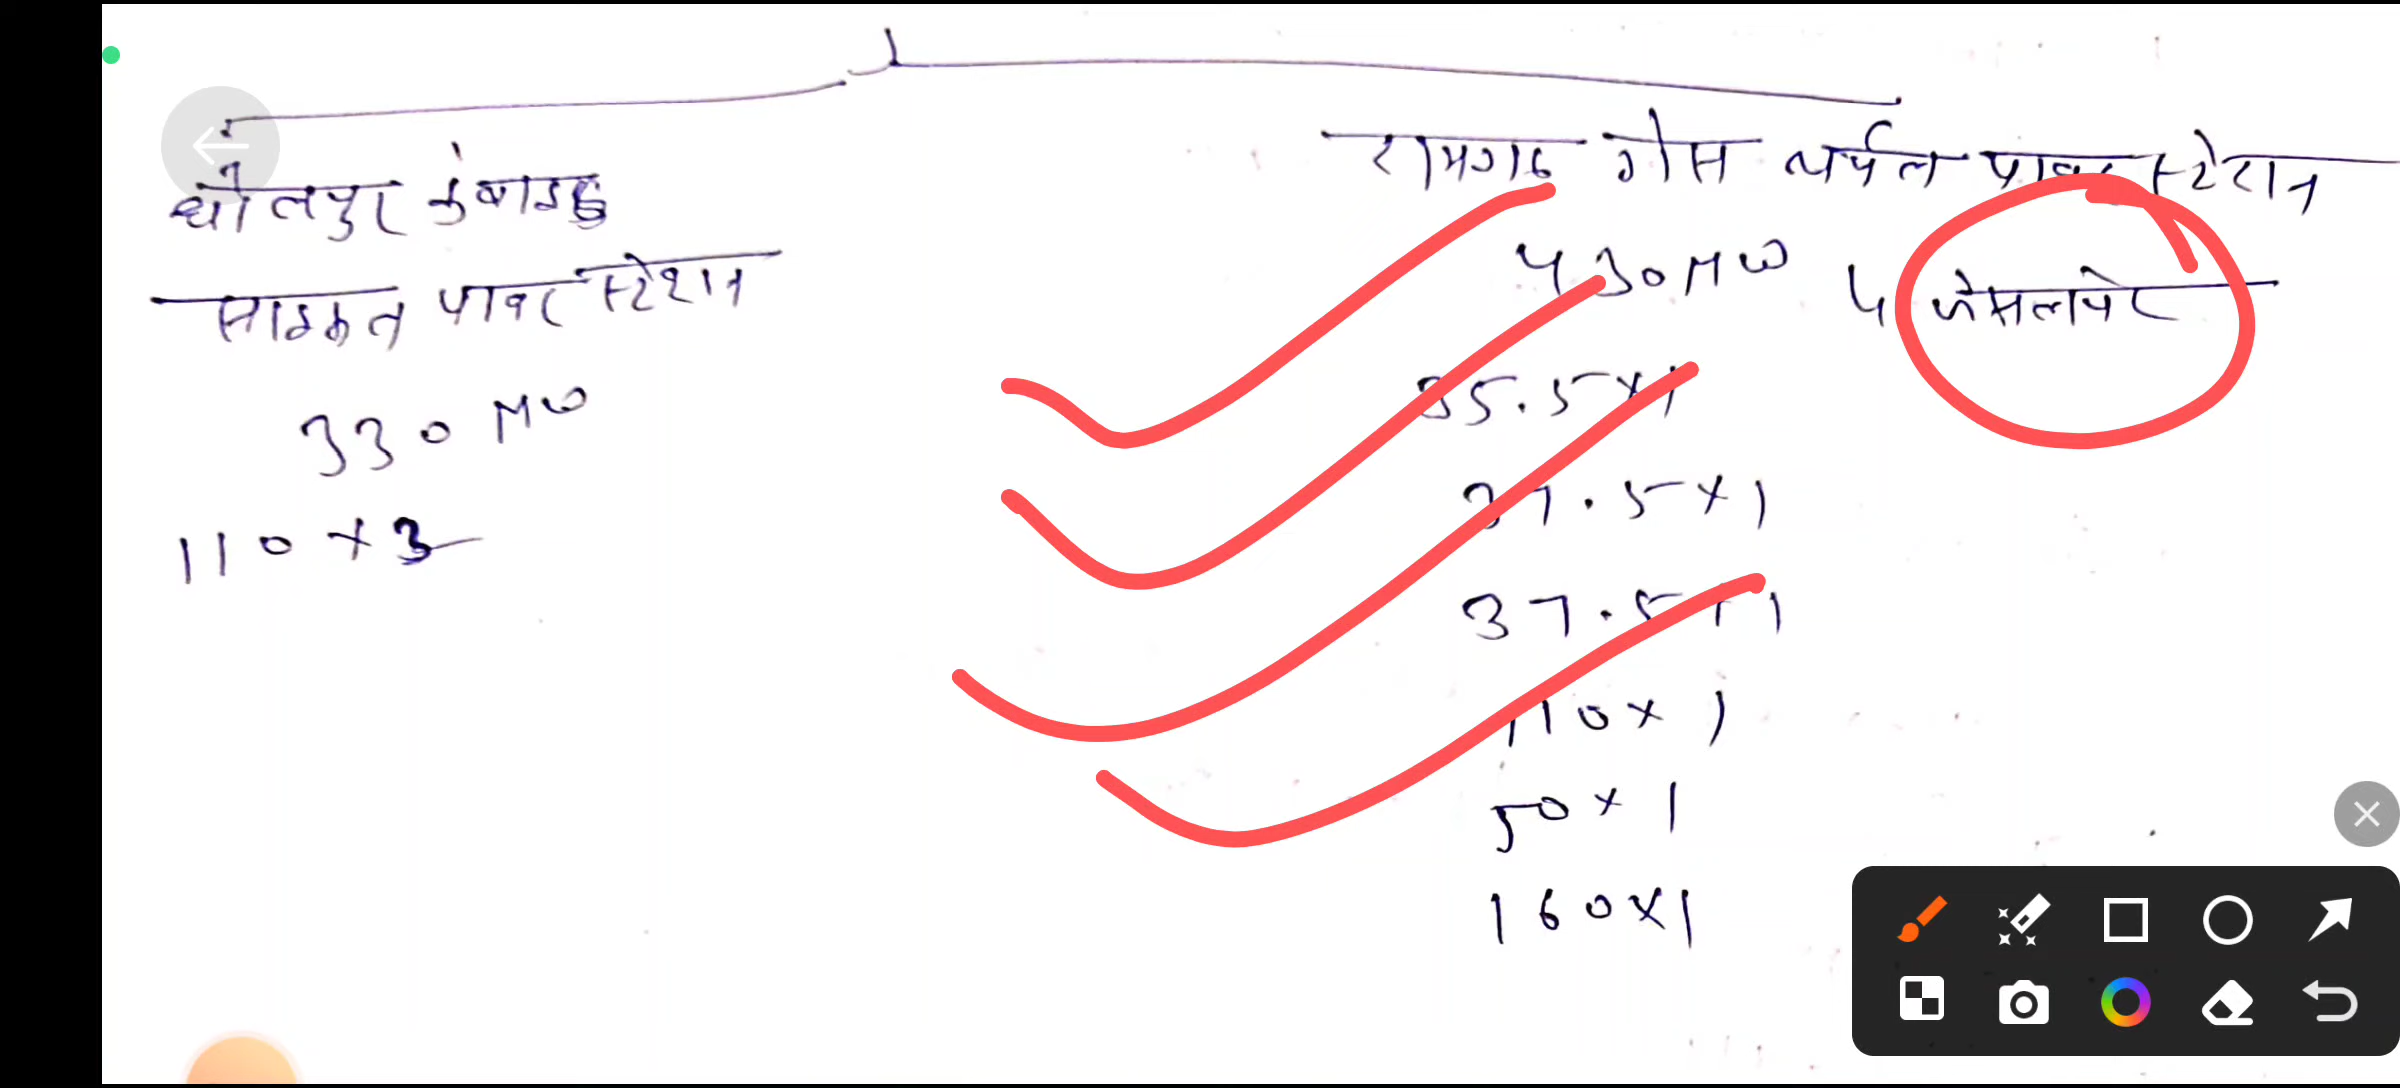 धौलपुर कंबाइंड
साइकल पावर स्टेशन
330 MW
110 × 3
रामगढ गैस थर्मल पावर स्टेशन
430 MW
५ जैसलमेर
35.5 × 1
37.5 × 1
37.5 × 1
110 × 1
50 × 1
160 × 1